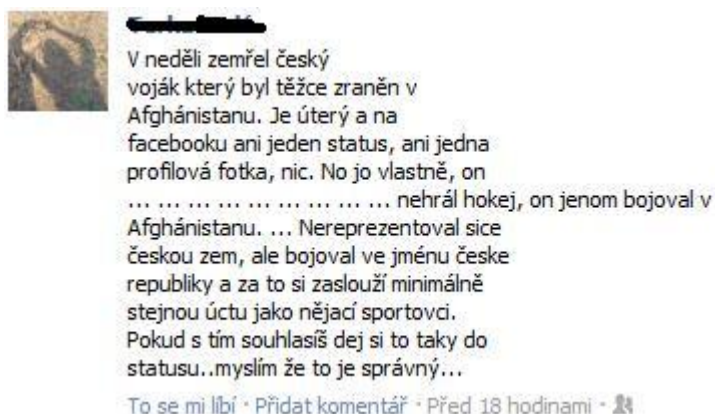 V neděli zemřel český
voják který byl těžce zraněn v
Afghánistanu. Je úterý a na
facebooku ani jeden status, ani jedna
profilová fotka, nic. No jo vlastně, on
... ... ... ... ... ... ... ... ... nehrál hokej, on jenom bojoval v
Afghánistanu. ... Nereprezentoval sice
českou zem, ale bojoval ve jménu česke
republiky a za to si zaslouží minimálně
stejnou úctu jako nějací sportovci.
Pokud s tím souhlasíš dej si to taky do
statusu..myslím že to je správný...
To se mi líbí · Přidat komentář · Před 18 hodinami ·